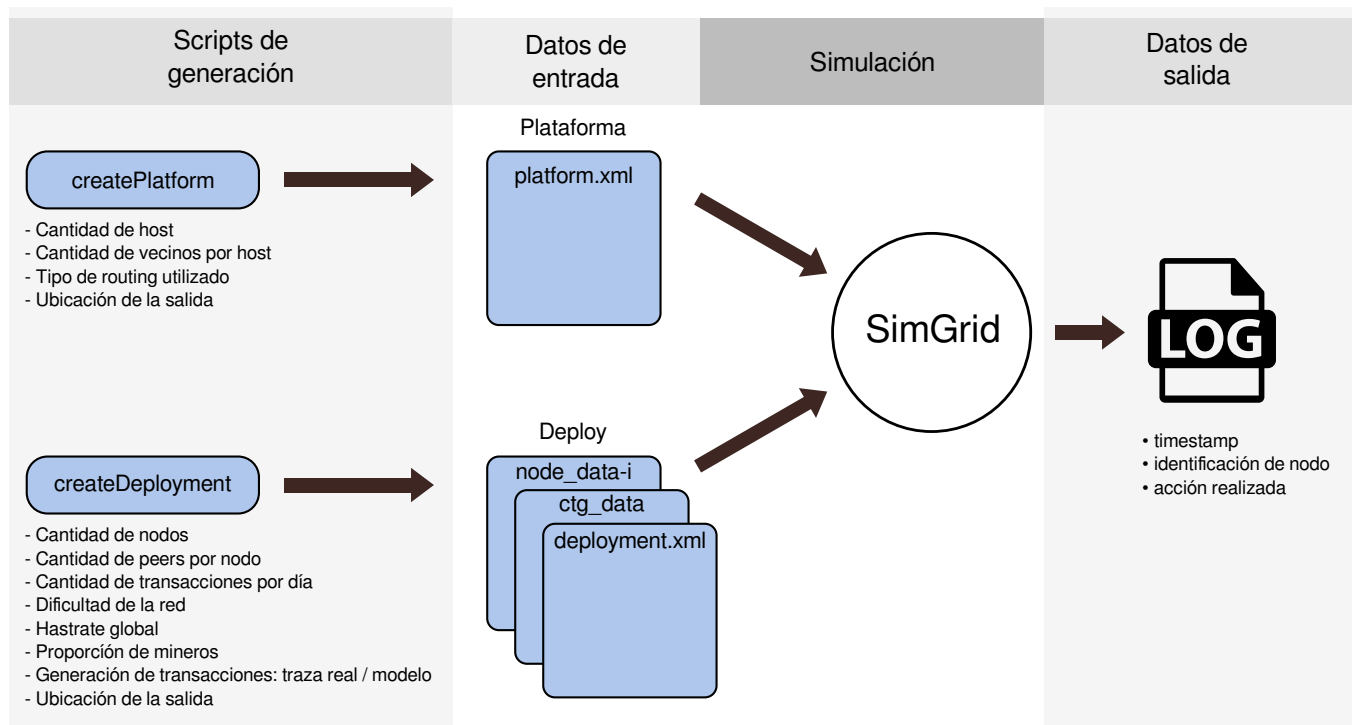 Scripts de
generación
Datos de
entrada
Simulación
Datos de
salida
createPlatform
- Cantidad de host
- Cantidad de vecinos por host
- Tipo de routing utilizado
- Ubicación de la salida
Plataforma
platform.xml
SimGrid
LOG
• timestamp
• identificación de nodo
• acción realizada
createDeployment
- Cantidad de nodos
- Cantidad de peers por nodo
- Cantidad de transacciones por día
- Dificultad de la red
- Hastrate global
- Proporcíón de mineros
- Generación de transacciones: traza real / modelo
- Ubicación de la salida
Deploy
node_data-i
ctg_data
deployment.xml